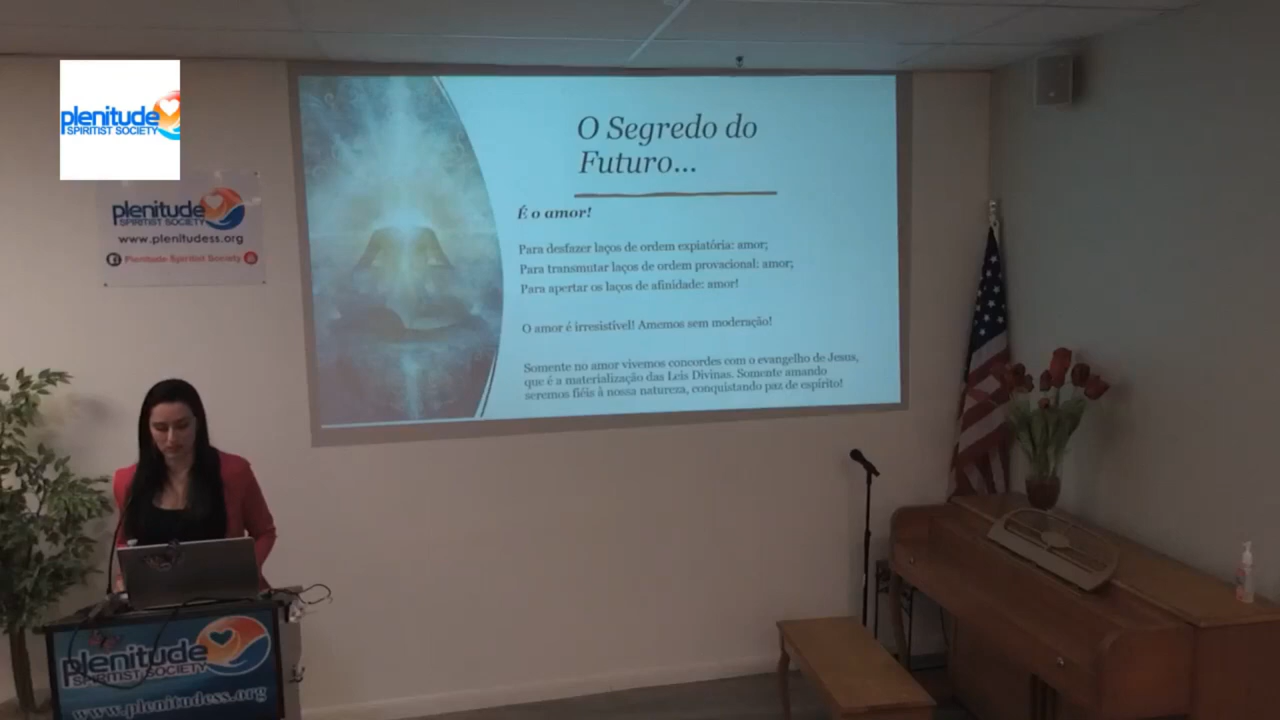 plenitude
SPIRITIST SOCIETY
plenitude
SPIRITIST SOCIETY
www.plenitudess.org
Plenitude Spiritist Society
O Segredo do
Futuro...
É o amor!
Para desfazer laços de ordem expiatória: amor;
Para transmutar laços de ordem provacional: amor;
Para apertar os laços de afinidade: amor!
O amor é irresistível! Amemos sem moderação!
Somente no amor vivemos concordes com o evangelho de Jesus,
que é a materialização das Leis Divinas. Somente amando
seremos fiéis à nossa natureza, conquistando paz de espírito!
plenitude
SPIRITIST SOCIETY
www.plenitudess.org